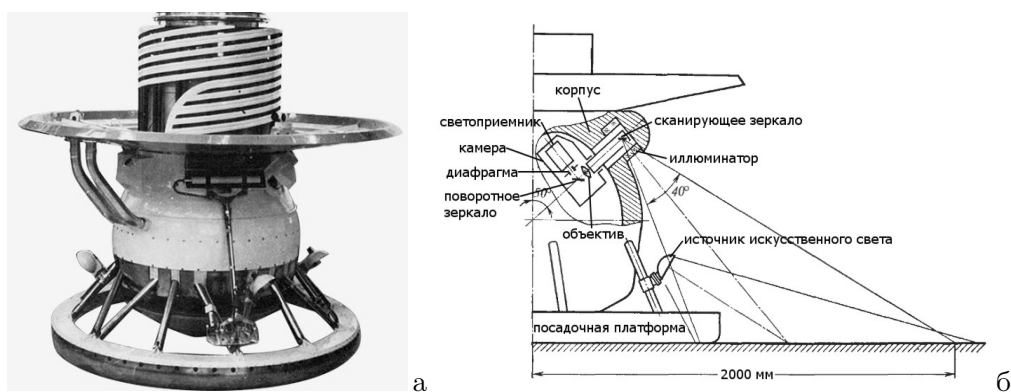 корпус
светоприемник
сканирующее зеркало
камера
иллюминатор
диафрагма
поворотное
зеркало
50°
40°
объектив
источник искусственного света
посадочная платформа
2000 мм
а
б